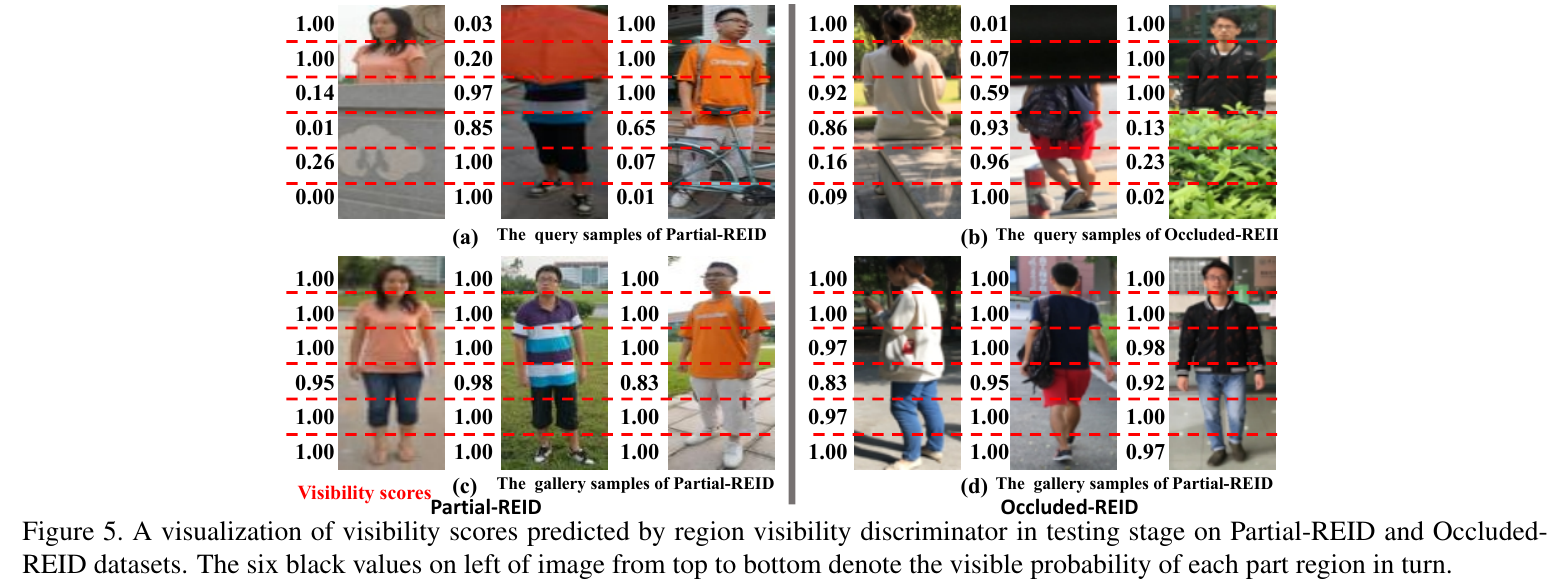 1.00 0.03 1.00 1.00 0.01 1.00
1.00 0.20 1.00 1.00 0.07 1.00
0.14 0.97 1.00 0.92 0.59 1.00
0.01 0.85 0.65 0.86 0.93 0.13
0.26 1.00 0.07 0.16 0.96 0.23
0.00 1.00 0.01 0.09 1.00 0.02
(a) The query samples of Partial-REID (b) The query samples of Occluded-REII
1.00 1.00 1.00 1.00 1.00 1.00
1.00 1.00 1.00 1.00 1.00 1.00
1.00 1.00 1.00 0.97 1.00 0.98
0.95 0.98 0.83 0.83 0.95 0.92
1.00 1.00 1.00 0.97 1.00 1.00
1.00 1.00 1.00 1.00 1.00 0.97
Visibility scores (c) The gallery samples of Partial-REID (d) The gallery samples of Partial-REID
Partial-REID Occluded-REID
Figure 5. A visualization of visibility scores predicted by region visibility discriminator in testing stage on Partial-REID and Occluded-
REID datasets. The six black values on left of image from top to bottom denote the visible probability of each part region in turn.